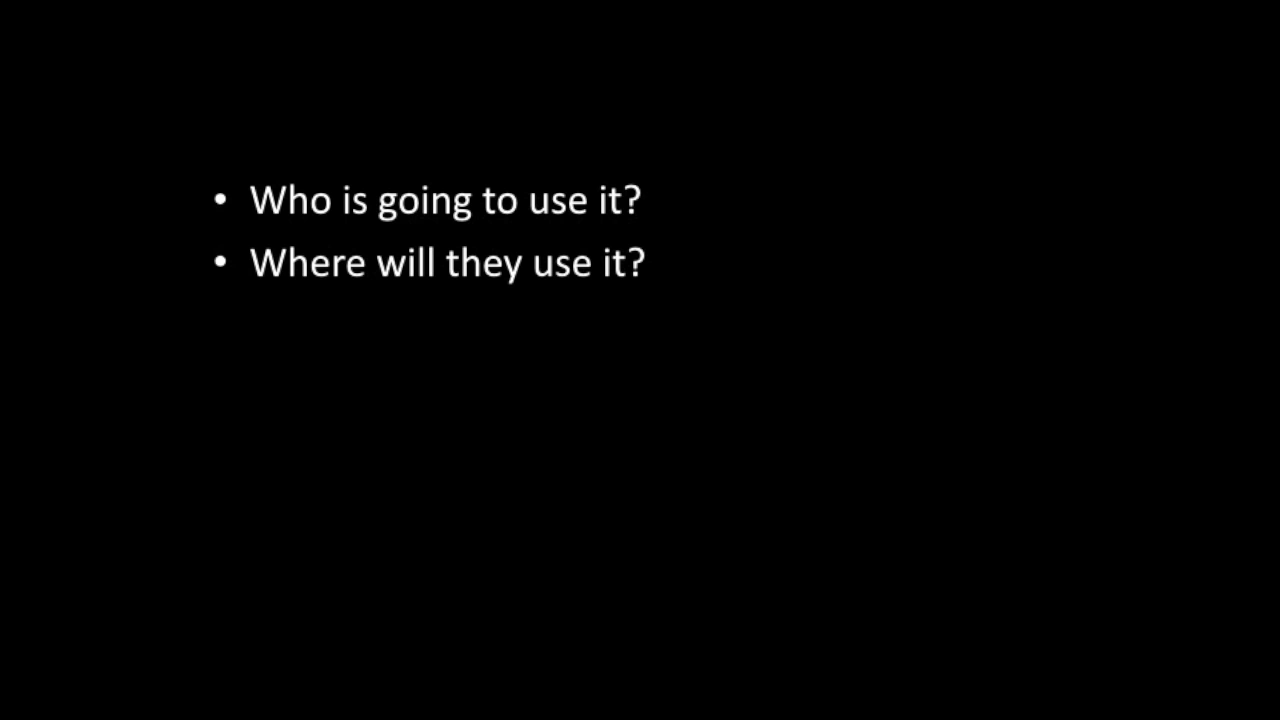 • Who is going to use it?
• Where will they use it?